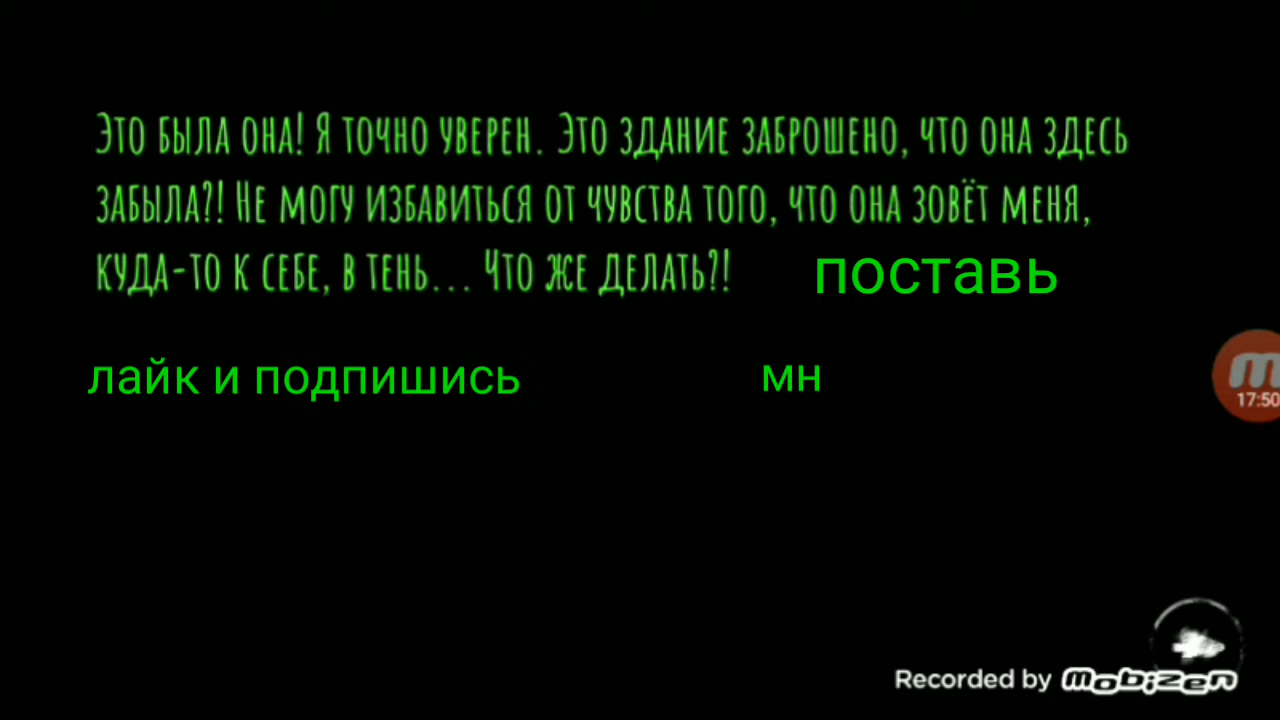 Это была она! Я точно уверен. Это здание заброшено, что она здесь
забыла?! Не могу избавиться от чувства того, что она зовёт меня,
куда-то к себе, в тень... Что же делать?! поставь
лайк и подпишись мн
17:50
Recorded by mobizen